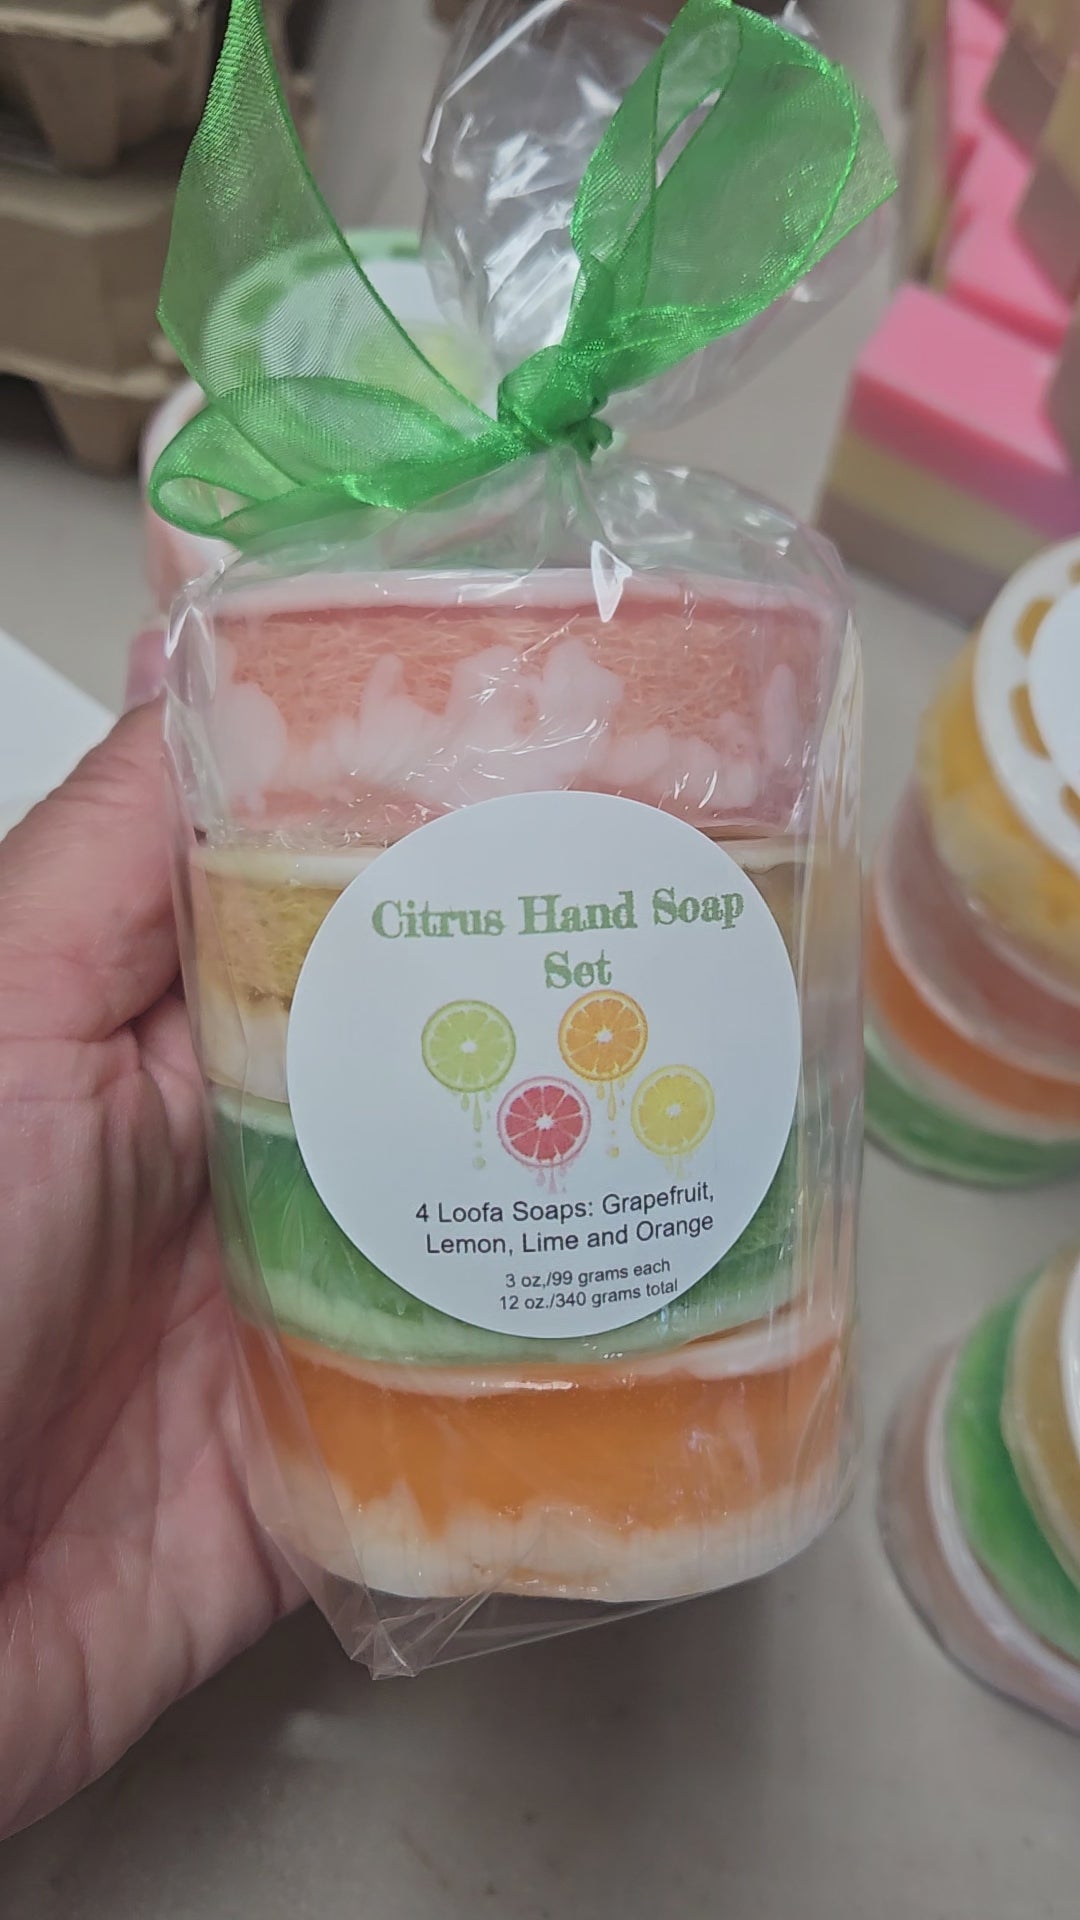 Citrus Hand Soap
Set
4 Loofa Soaps: Grapefruit,
Lemon, Lime and Orange
3 oz,/99 grams each
12 oz./340 grams total